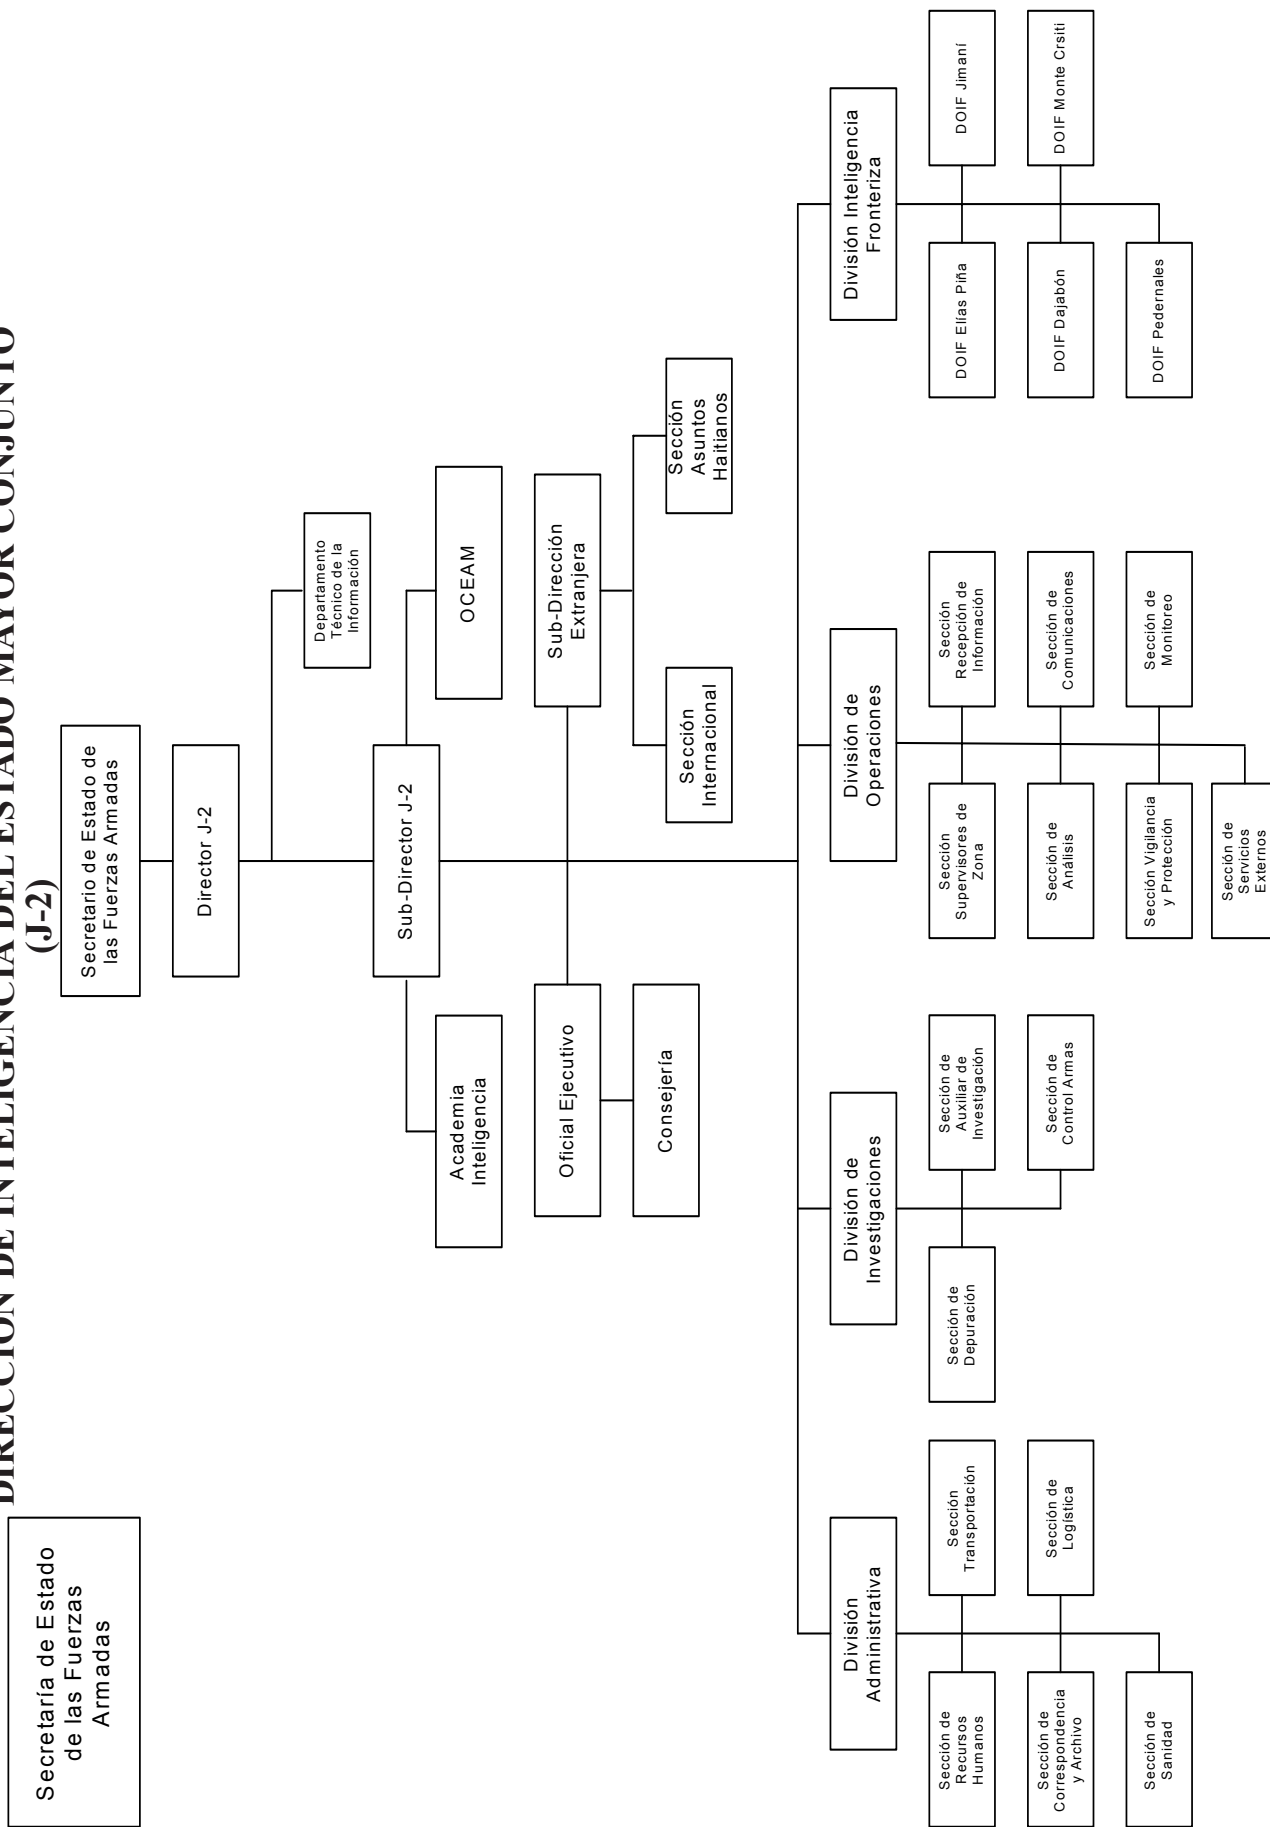 DIRECCIÓN DE INTELIGENCIA DEL ESTADO MAYOR CONJUNTO
(J-2)
Secretaría de Estado
de las Fuerzas
Armadas
Secretario de Estado de
las Fuerzas Armadas
Director J-2
Departamento
Técnico de la
Información
Sub-Director J-2
Academia
Inteligencia
OCEAM
Oficial Ejecutivo
Sub-Dirección
Extranjera
Consejería
Sección
Internacional
Sección
Asuntos
Haitianos
División
Administrativa
División de
Investigaciones
División de
Operaciones
División Inteligencia
Fronteriza
Sección de
Recursos
Humanos
Sección
Transportación
Sección de
Correspondencia
y Archivo
Sección de
Logística
Sección de
Sanidad
Sección de
Depuración
Sección de
Auxiliar de
Investigación
Sección de
Control Armas
Sección
Supervisores de
Zona
Sección
Recepción de
Información
Sección de
Análisis
Sección de
Comunicaciones
Sección Vigilancia
y Protección
Sección de
Monitoreo
Sección de
Servicios
Externos
DOIF Elías Piña
DOIF Jimaní
DOIF Dajabón
DOIF Monte Crsiti
DOIF Pedernales